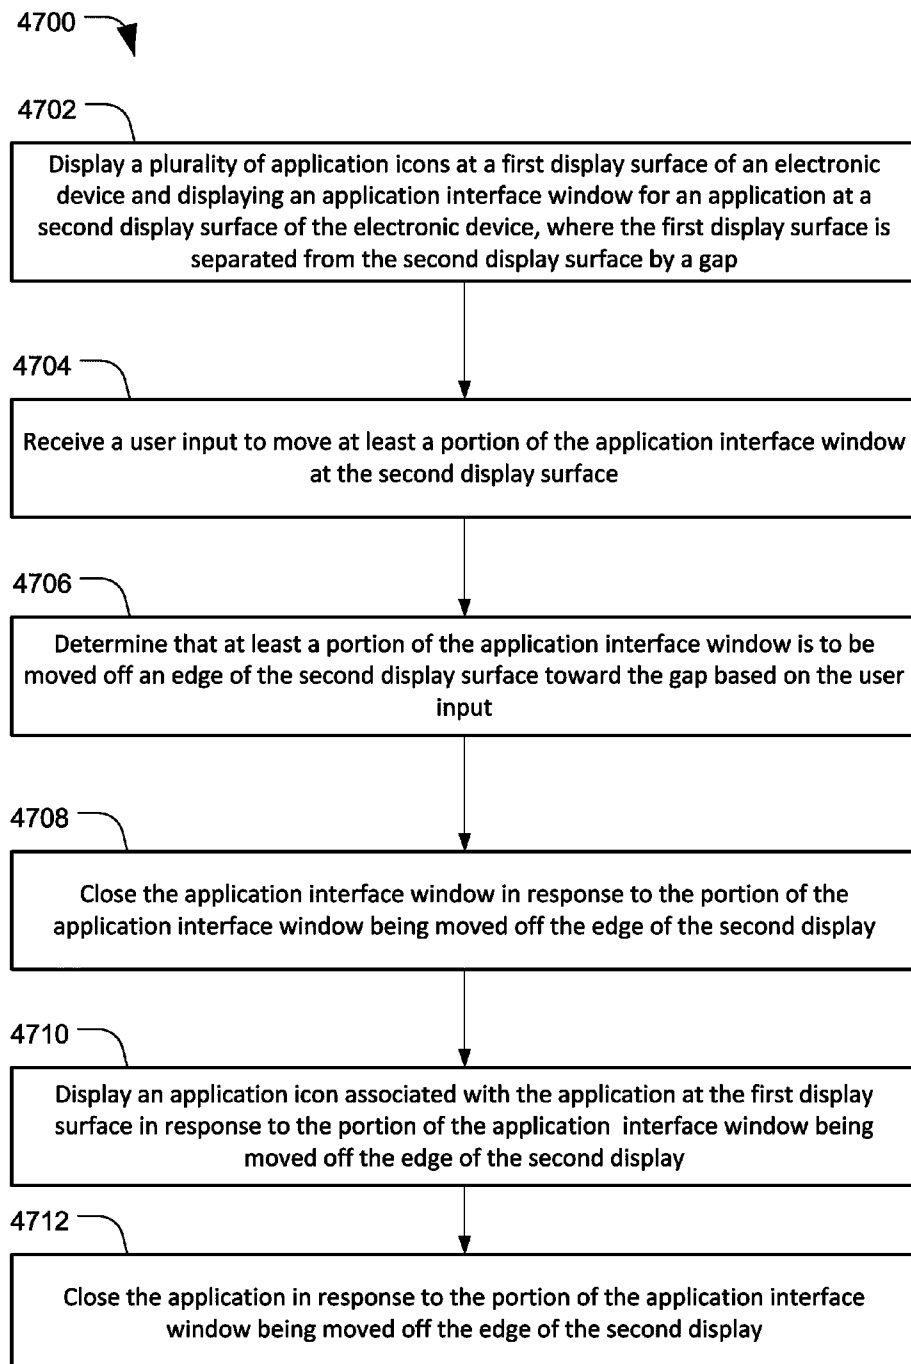 4700
4702
Display a plurality of application icons at a first display surface of an electronic
device and displaying an application interface window for an application at a
second display surface of the electronic device, where the first display surface is
separated from the second display surface by a gap
4704
Receive a user input to move at least a portion of the application interface window
at the second display surface
4706
Determine that at least a portion of the application interface window is to be
moved off an edge of the second display surface toward the gap based on the user
input
4708
Close the application interface window in response to the portion of the
application interface window being moved off the edge of the second display
4710
Display an application icon associated with the application at the first display
surface in response to the portion of the application interface window being
moved off the edge of the second display
4712
Close the application in response to the portion of the application interface
window being moved off the edge of the second display